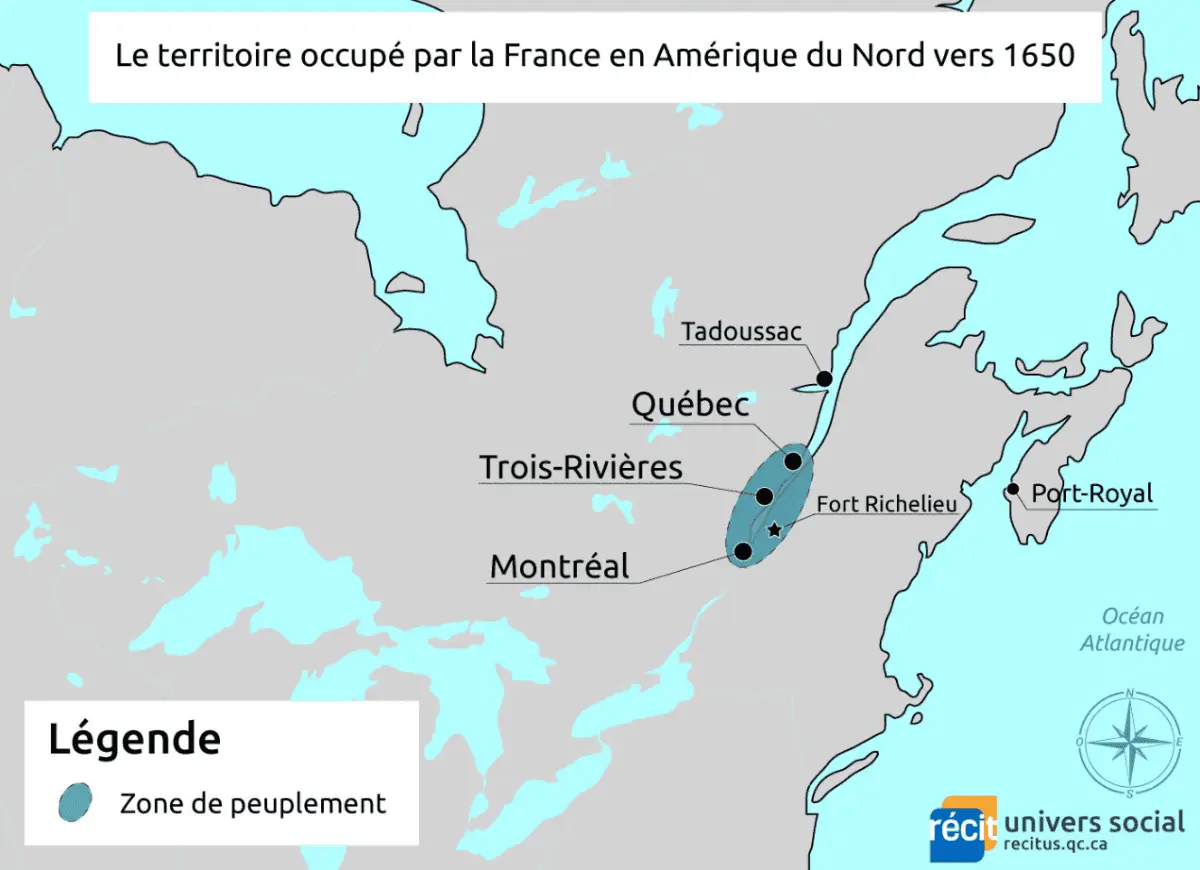 Le territoire occupé par la France en Amérique du Nord vers 1650
Tadoussac
Québec
Trois-Rivières
Fort Richelieu
Port-Royal
Montréal
Océan
Atlantique
N
O
E
S
Légende
Zone de peuplement
récit
univers social
recitus.qc.ca